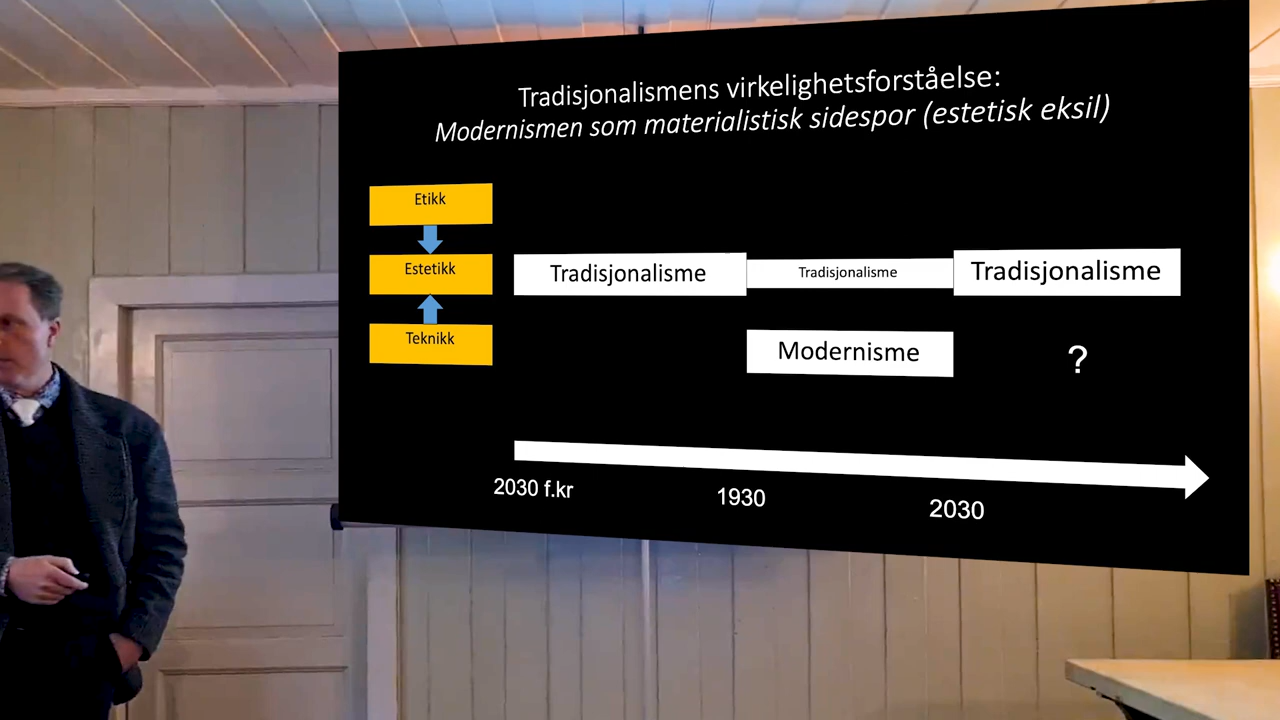 Tradisjonalismens virkelighetsforståelse:
Modernismen som materialistisk sidespor (estetisk eksil)
Etikk
Estetikk
Teknikk
Tradisjonalisme
Tradisjonalisme
Tradisjonalisme
Modernisme
?
2030 f.kr
1930
2030